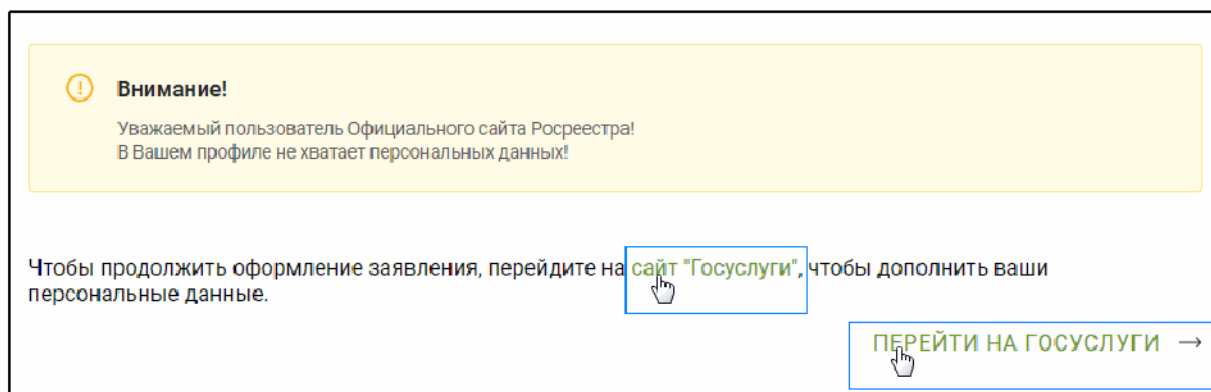 Внимание!
Уважаемый пользователь Официального сайта Росреестра!
В Вашем профиле не хватает персональных данных!
Чтобы продолжить оформление заявления, перейдите на сайт "Госуслуги", чтобы дополнить ваши
персональные данные.
ПЕРЕЙТИ НА ГОСУСЛУГИ →